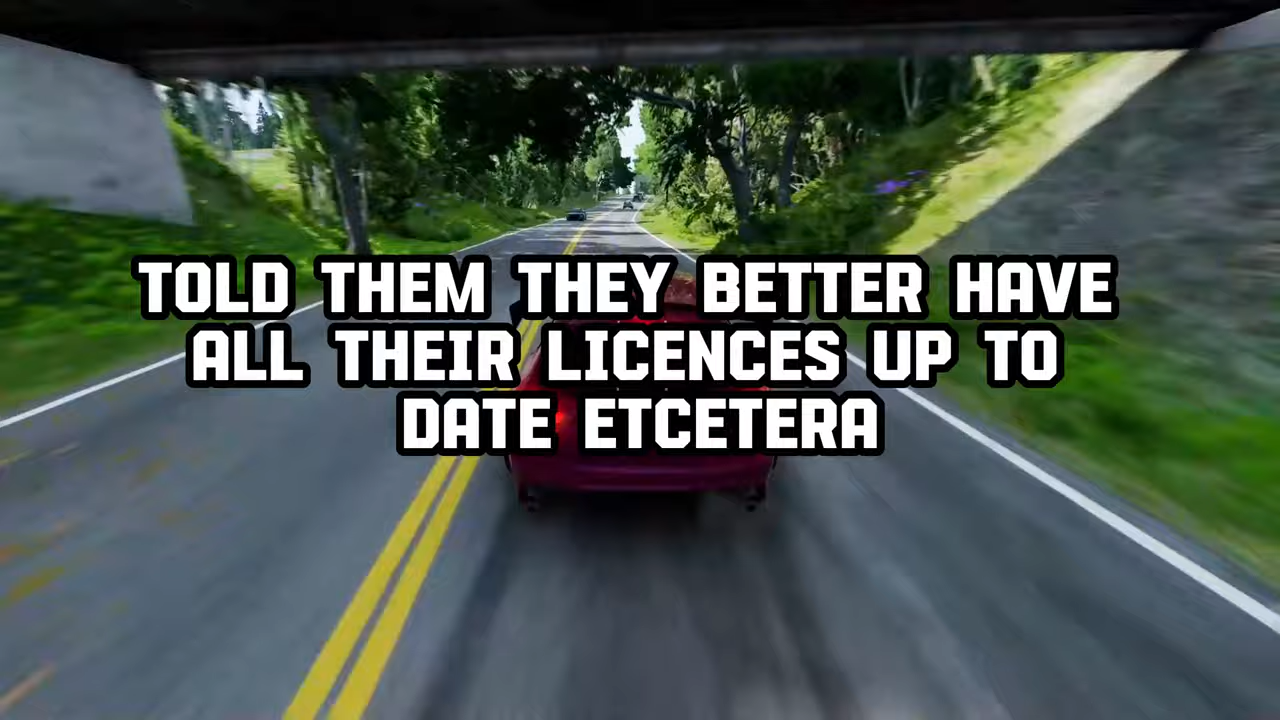 TOLD THEM THEY BETTER HAVE
ALL THEIR LICENCES UP TO
DATE ETCETERA